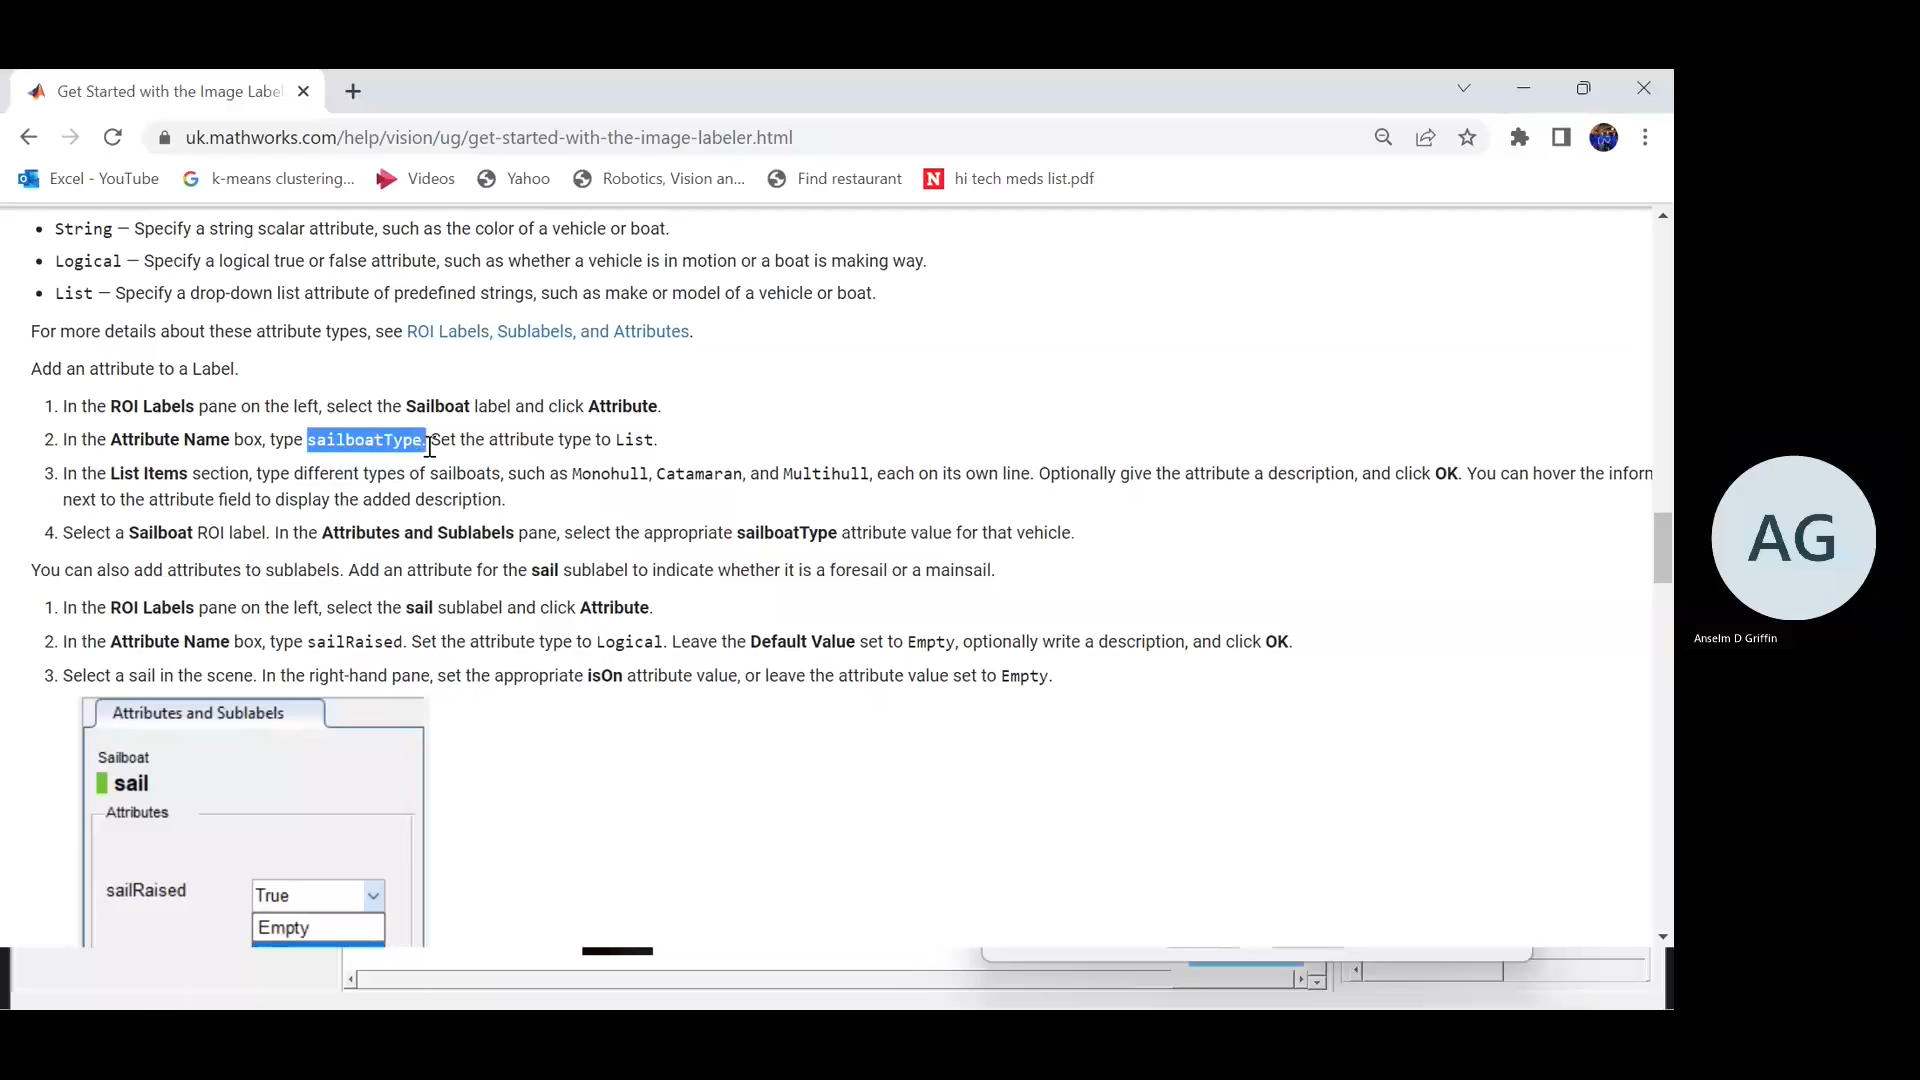 Get Started with the Image Label
uk.mathworks.com/help/vision/ug/get-started-with-the-image-labeler.html
Excel - YouTube
k-means clustering...
Videos
Yahoo
Robotics, Vision an...
Find restaurant
N
hi tech meds list.pdf
• String — Specify a string scalar attribute, such as the color of a vehicle or boat.
• Logical — Specify a logical true or false attribute, such as whether a vehicle is in motion or a boat is making way.
• List — Specify a drop-down list attribute of predefined strings, such as make or model of a vehicle or boat.
For more details about these attribute types, see ROI Labels, Sublabels, and Attributes.
Add an attribute to a Label.
1. In the ROI Labels pane on the left, select the Sailboat label and click Attribute.
2. In the Attribute Name box, type sailboatType. Set the attribute type to List.
3. In the List Items section, type different types of sailboats, such as Monohull, Catamaran, and Multihull, each on its own line. Optionally give the attribute a description, and click OK. You can hover the inforn
next to the attribute field to display the added description.
4. Select a Sailboat ROI label. In the Attributes and Sublabels pane, select the appropriate sailboatType attribute value for that vehicle.
You can also add attributes to sublabels. Add an attribute for the sail sublabel to indicate whether it is a foresail or a mainsail.
1. In the ROI Labels pane on the left, select the sail sublabel and click Attribute.
2. In the Attribute Name box, type sailRaised. Set the attribute type to Logical. Leave the Default Value set to Empty, optionally write a description, and click OK.
3. Select a sail in the scene. In the right-hand pane, set the appropriate isOn attribute value, or leave the attribute value set to Empty.
Attributes and Sublabels
Sailboat
sail
Attributes
sailRaised
True
Empty
AG
Anselm D Griffin